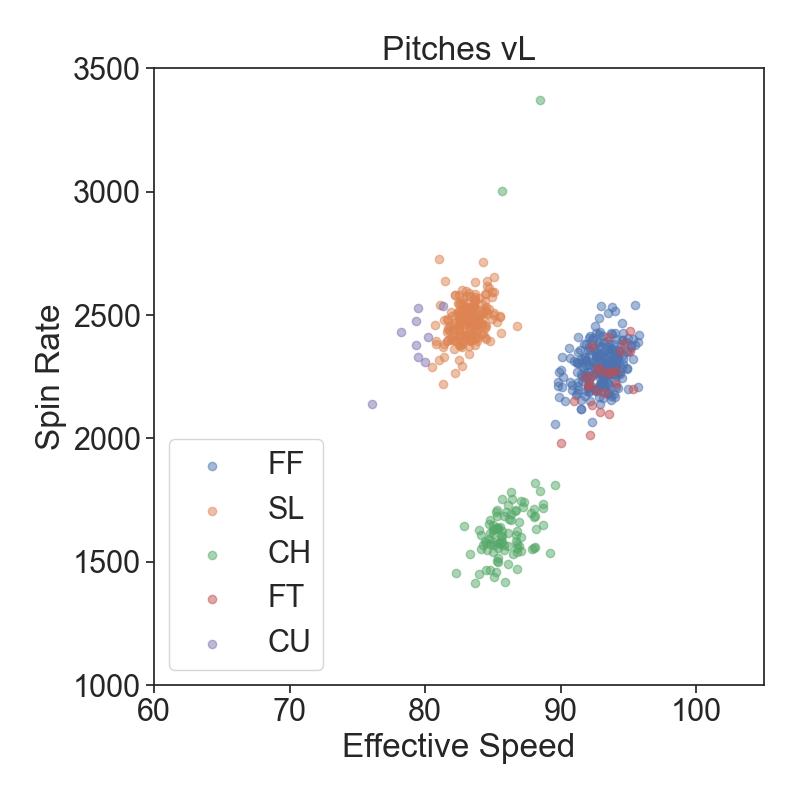 Pitches vL
3500
3000
2500
2000
1500
1000
Spin Rate
FF
SL
CH
FT
CU
60 70 80 90 100
Effective Speed